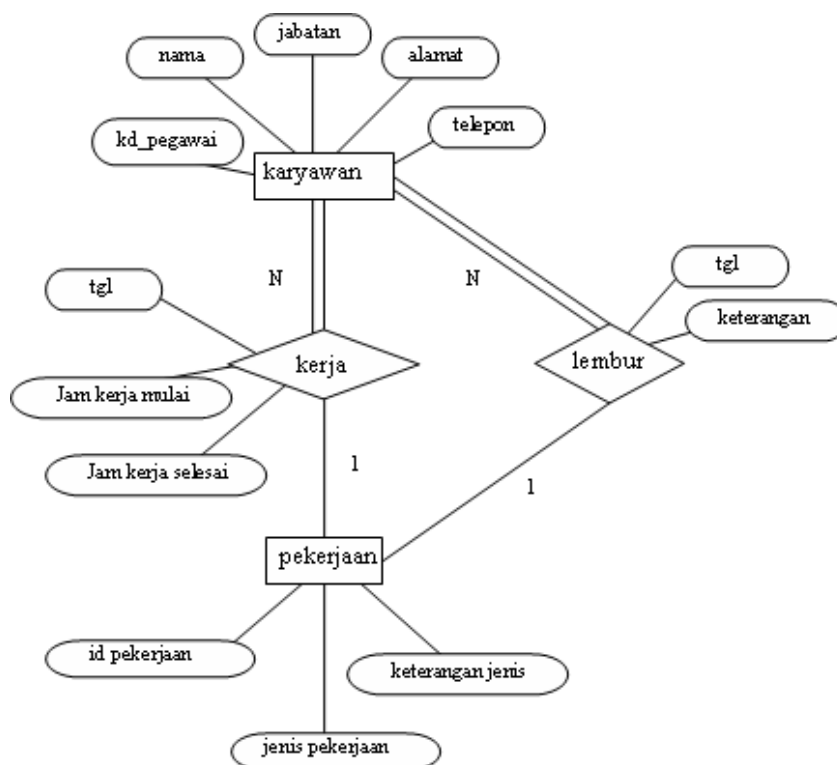 jabatan
nama
alamat
kd_pegawai
telepon
karyawan
N
N
tgl
tgl
keterangan
kerja
lembur
Jam kerja mulai
Jam kerja selesai
1
1
pekerjaan
id pekerjaan
keterangan jenis
jenis pekerjaan